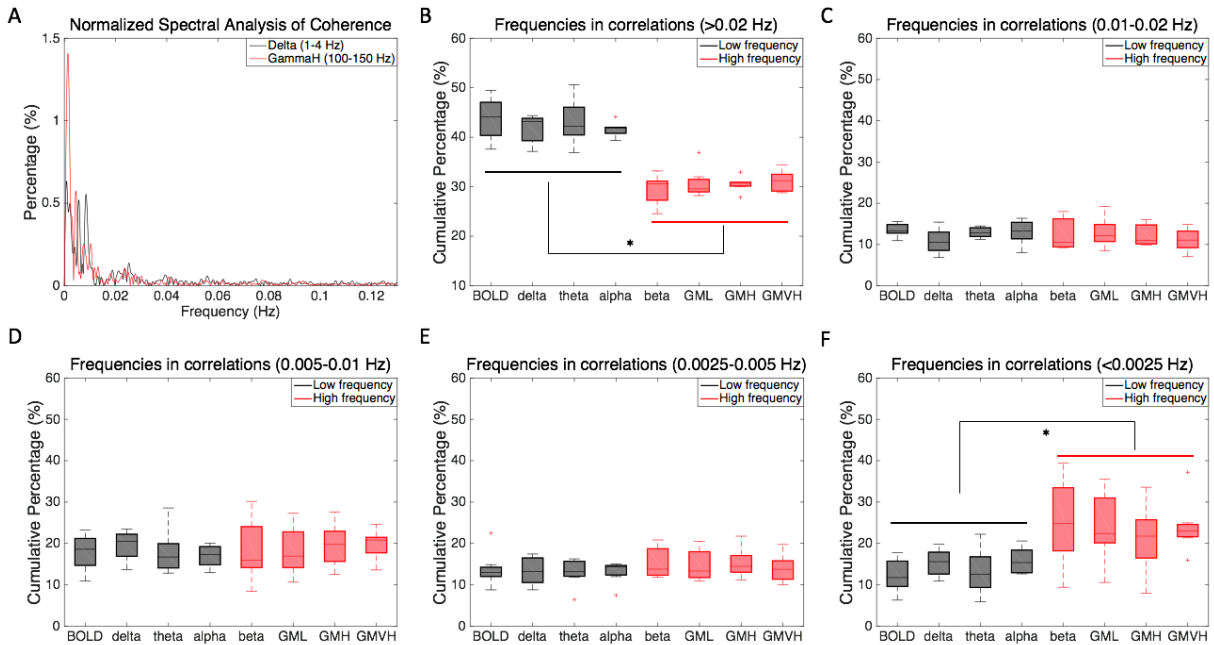 A
Normalized Spectral Analysis of Coherence
Delta (1-4 Hz)
GammaH (100-150 Hz)
Percentage (%)
1.5
1
0.5
0
0 0.02 0.04 0.06 0.08 0.1 0.12
Frequency (Hz)
B
Frequencies in correlations (>0.02 Hz)
Low frequency
High frequency
Cumulative Percentage (%)
60
50
40
30
20
10
*
BOLD delta theta alpha beta GML GMH GMVH
C
Frequencies in correlations (0.01-0.02 Hz)
Low frequency
High frequency
Cumulative Percentage (%)
60
50
40
30
20
10
0
BOLD delta theta alpha beta GML GMH GMVH
D
Frequencies in correlations (0.005-0.01 Hz)
Low frequency
High frequency
Cumulative Percentage (%)
60
50
40
30
20
10
0
BOLD delta theta alpha beta GML GMH GMVH
E
Frequencies in correlations (0.0025-0.005 Hz)
Low frequency
High frequency
Cumulative Percentage (%)
60
50
40
30
20
10
0
BOLD delta theta alpha beta GML GMH GMVH
F
Frequencies in correlations (<0.0025 Hz)
Low frequency
High frequency
Cumulative Percentage (%)
60
50
40
30
20
10
0
*
BOLD delta theta alpha beta GML GMH GMVH